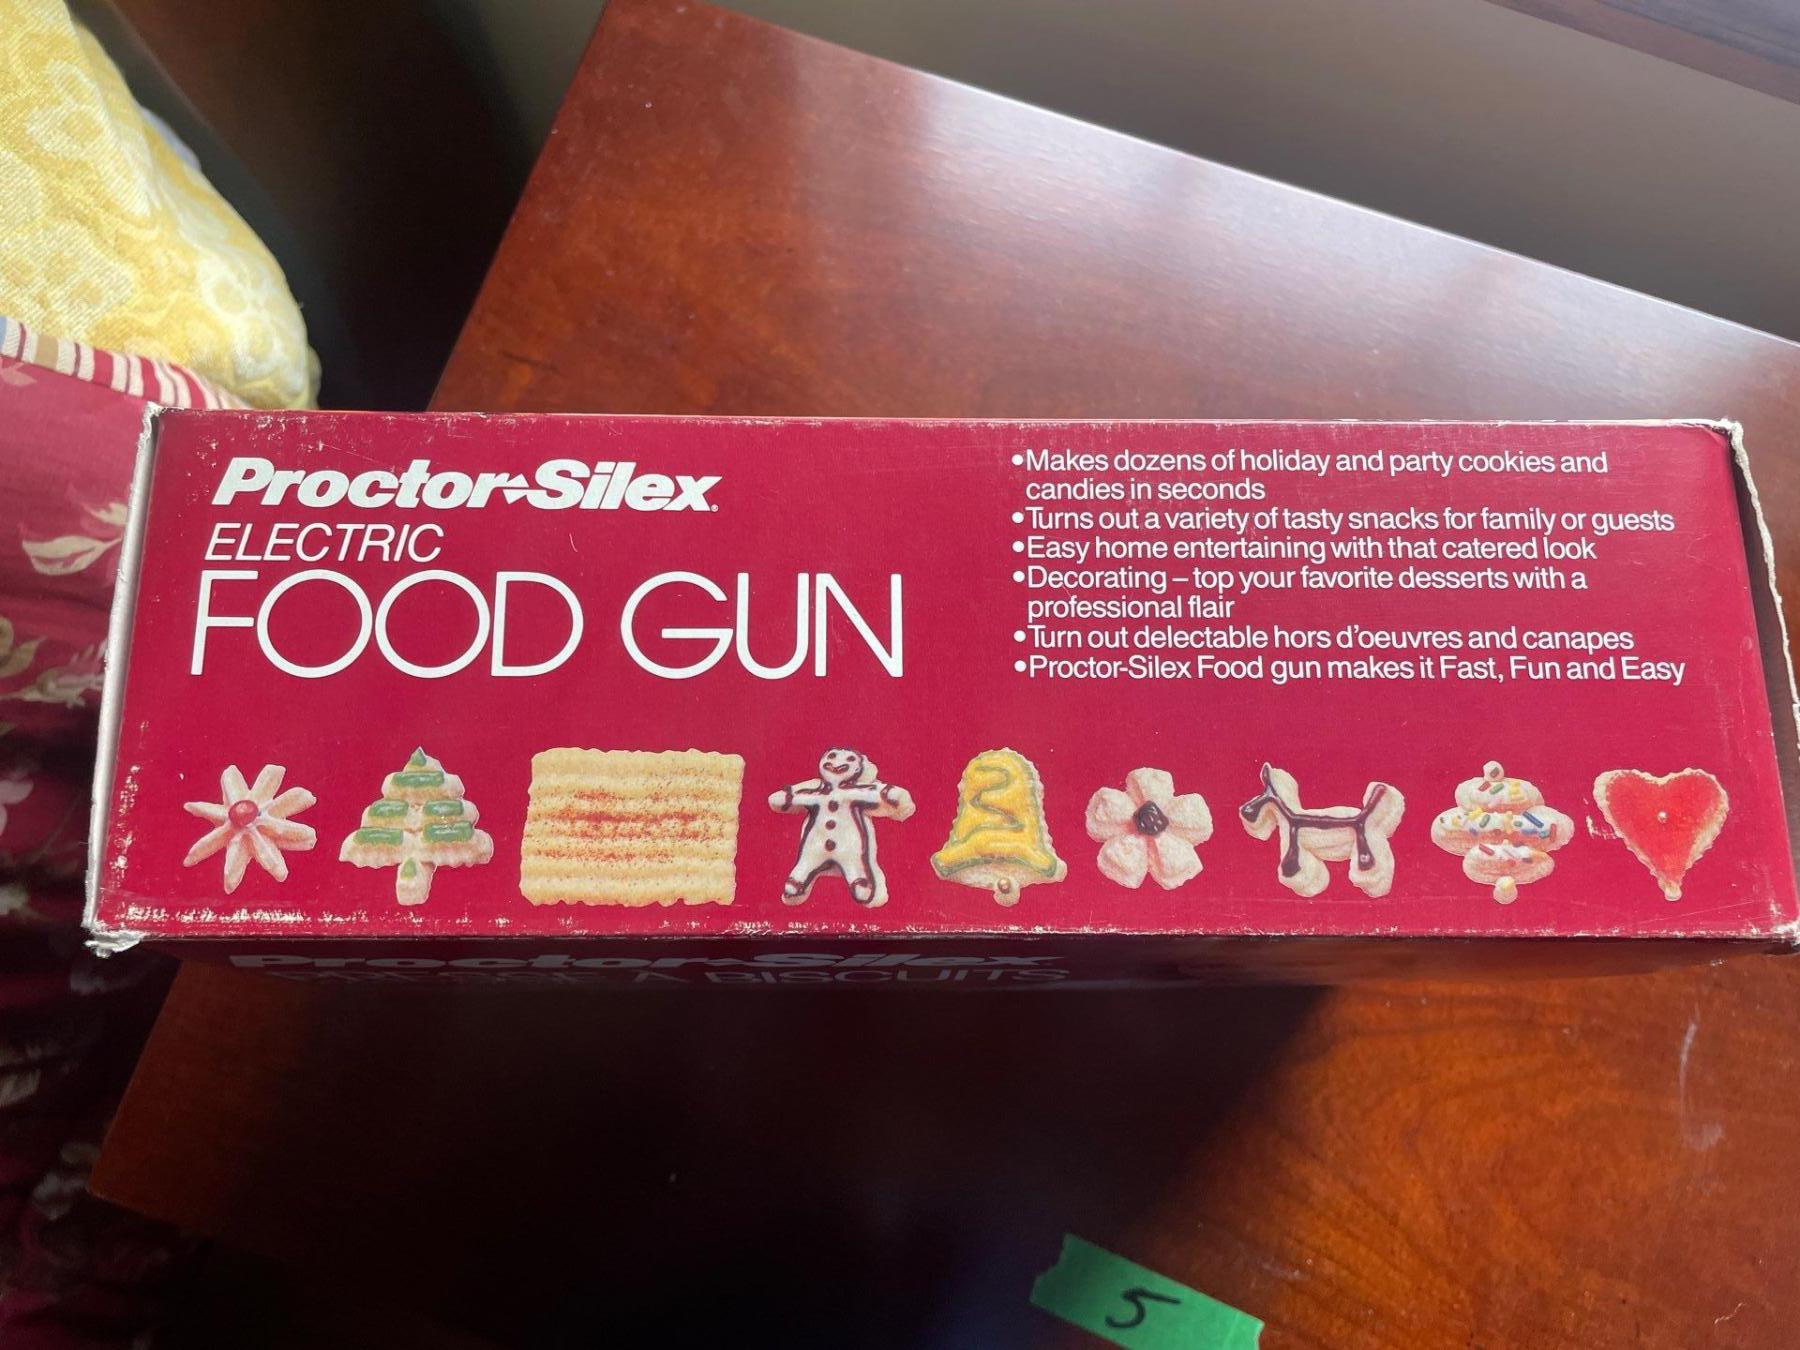 Proctor-Silex®
ELECTRIC
FOOD GUN
•Makes dozens of holiday and party cookies and
candies in seconds
•Turns out a variety of tasty snacks for family or guests
•Easy home entertaining with that catered look
•Decorating – top your favorite desserts with a
professional flair
•Turn out delectable hors d'oeuvres and canapes
•Proctor-Silex Food gun makes it Fast, Fun and Easy
Proctor-Silex
BISCUITS
5